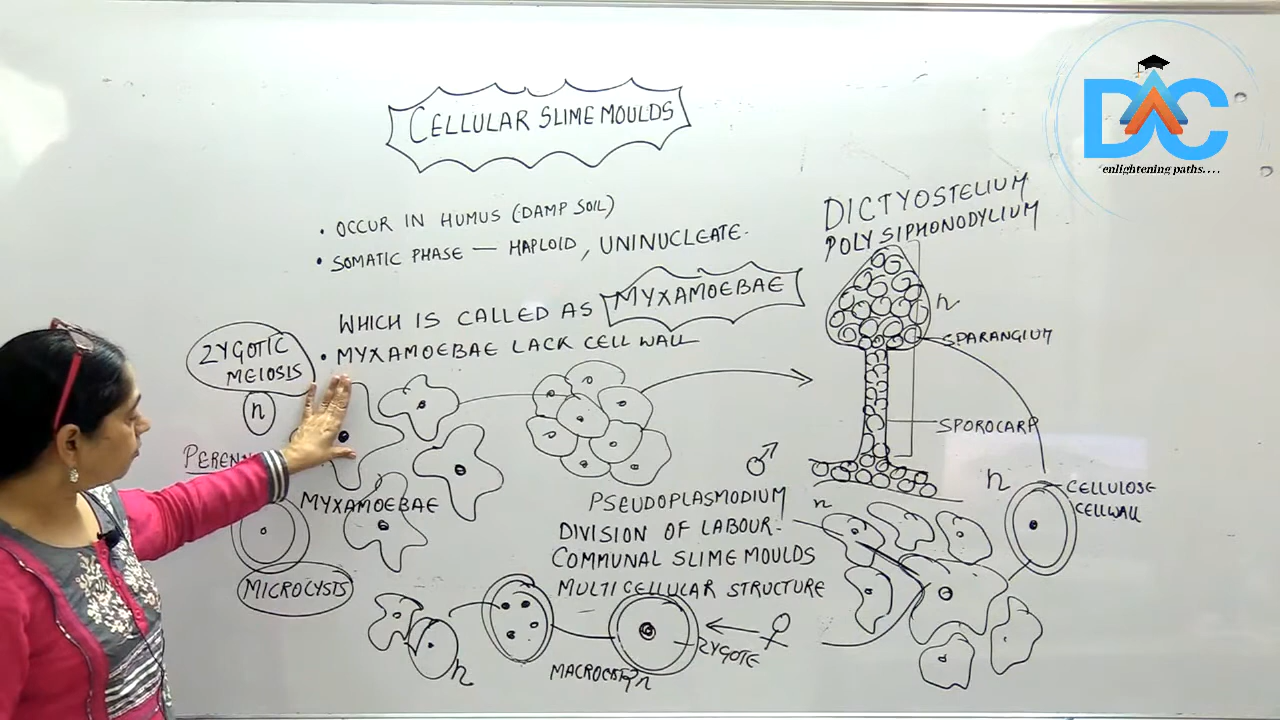 CELLULAR SLIME MOULDS
DAC
enlightening paths....
• OCCUR IN HUMUS (DAMP SOIL)
• SOMATIC PHASE — HAPLOID, UNINUCLEATE.
WHICH IS CALLED AS MYXAMOEBAE
• MYXAMOEBAE LACK CELL WALL
DICTYOSTELIUM
POLYSIPHONODYLIUM
n
SPARANGIUM
SPOROCARP
ZYGOTIC
MEIOSIS
n
MYXAMOEBAE
MICROCYSTS
PSEUDOPLASMODIUM
DIVISION OF LABOUR-
COMMUNAL SLIME MOULDS
MULTICELLULAR STRUCTURE
♂
n
n
CELLULOSE
CELLWALL
n
ZYGOTE
♀